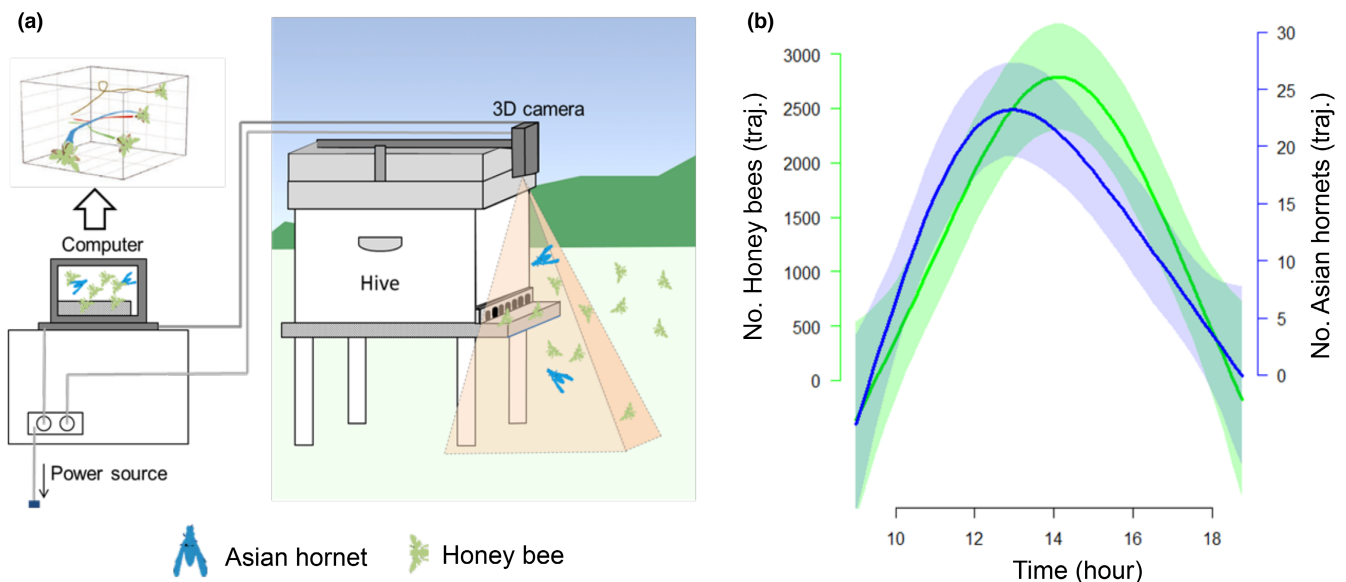 (a)
3D camera
Computer
Hive
Power source
Asian hornet
Honey bee
(b)
No. Honey bees (traj.)
3000
2500
2000
1500
1000
500
0
30
25
20
15
10
5
0
No. Asian hornets (traj.)
10 12 14 16 18
Time (hour)